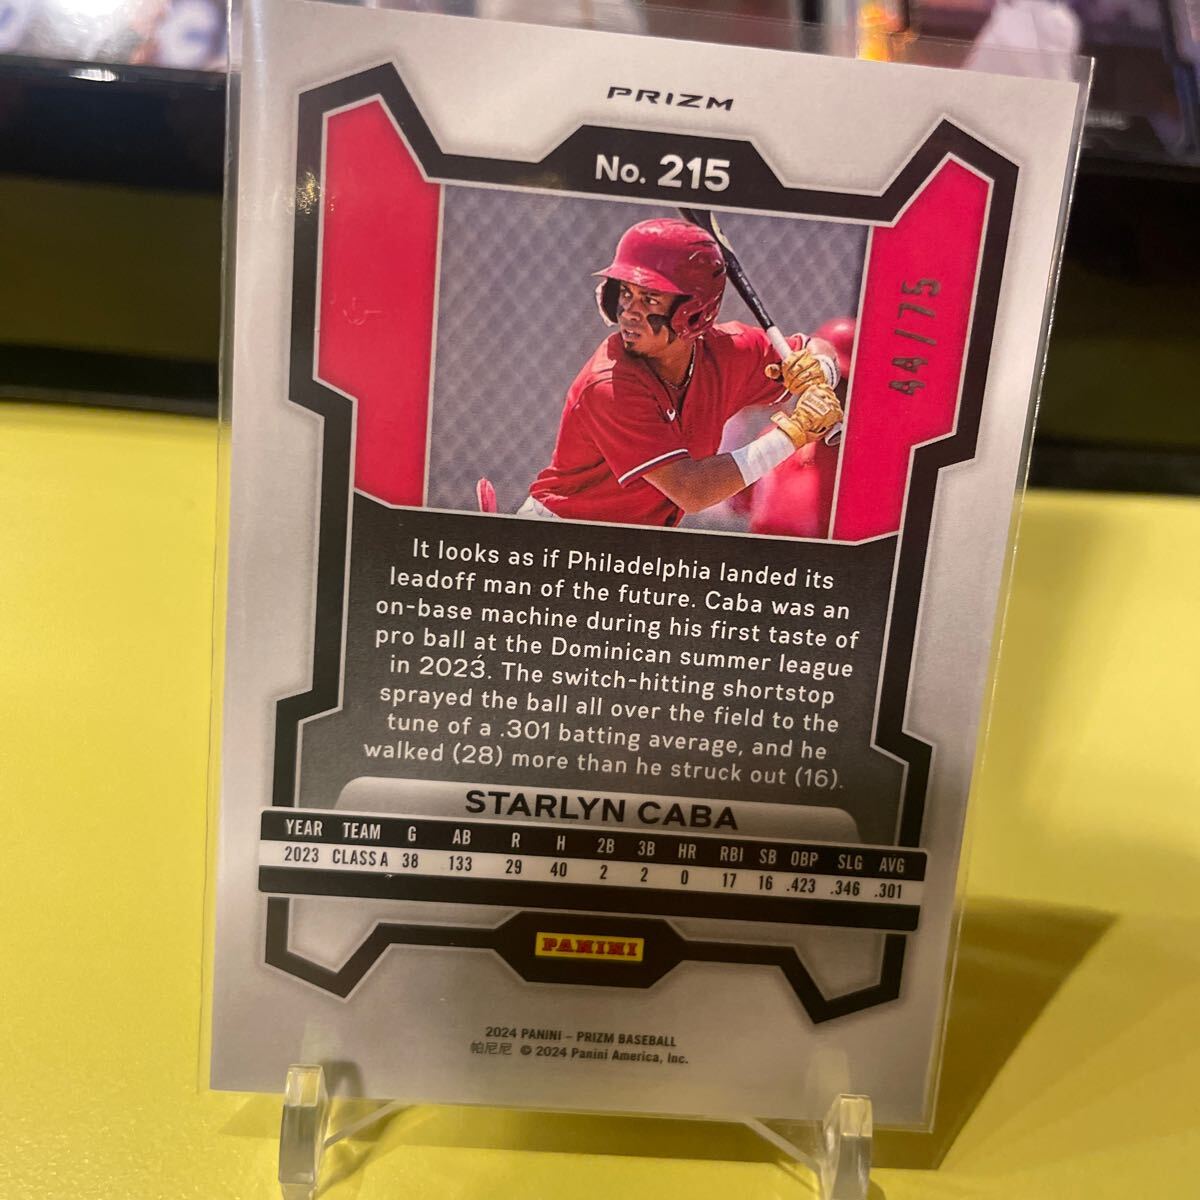 PRIZM
No. 215
44/75
It looks as if Philadelphia landed its
leadoff man of the future. Caba was an
on-base machine during his first taste of
pro ball at the Dominican summer league
in 2023. The switch-hitting shortstop
sprayed the ball all over the field to the
tune of a .301 batting average, and he
walked (28) more than he struck out (16).
STARLYN CABA
YEAR TEAM G AB R H 2B 3B HR RBI SB OBP SLG AVG
2023 CLASS A 38 133 29 40 2 2 0 17 16 .423 .346 .301
PANINI
2024 PANINI – PRIZM BASEBALL
帕尼尼 © 2024 Panini America, Inc.